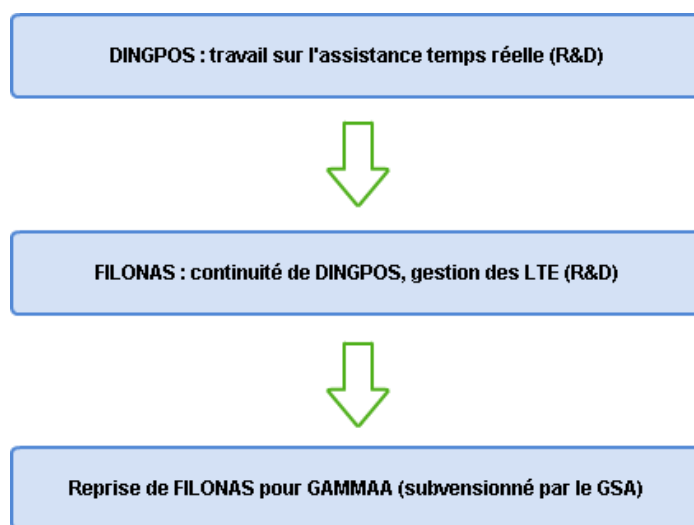 DINGPOS : travail sur l'assistance temps réelle (R&D)
FILONAS : continuité de DINGPOS, gestion des LTE (R&D)
Reprise de FILONAS pour GAMMAA (subvensionné par le GSA)